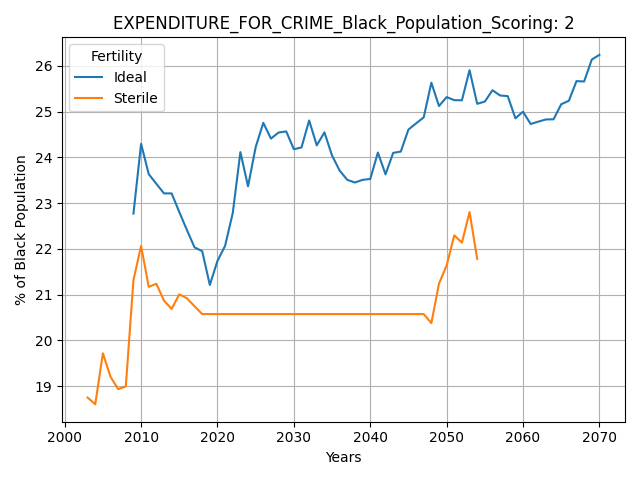 EXPENDITURE_FOR_CRIME_Black_Population_Scoring: 2
Fertility
Ideal
Sterile
% of Black Population
26
25
24
23
22
21
20
19
2000 2010 2020 2030 2040 2050 2060 2070
Years